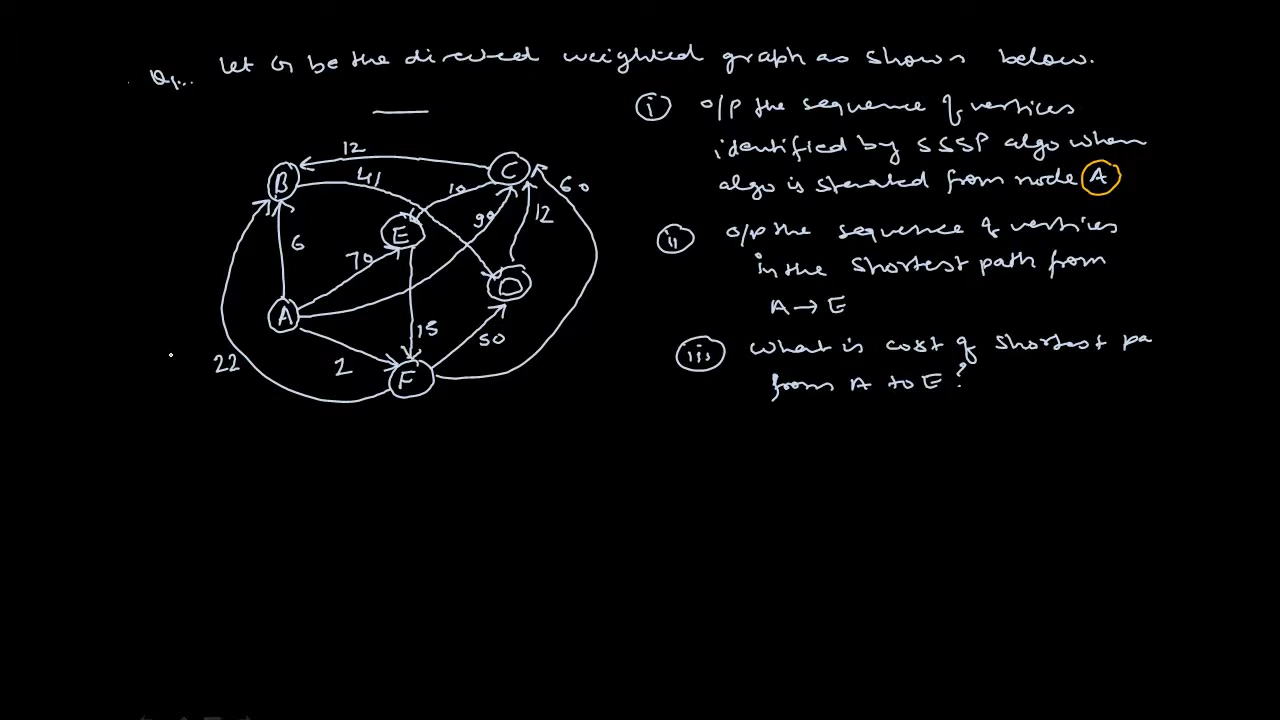 Q1... Let G be the directed weighted graph as shown below.
(i) o/p the sequence of vertices
identified by SSSP algo when
algo is started from node A
(ii) o/p the sequence of vertices
in the shortest path from
A → E
(iii) What is cost of shortest pa
from A to E?
12
B
41
C
10
60
E
99
12
6
70
D
A
15
50
22
2
F